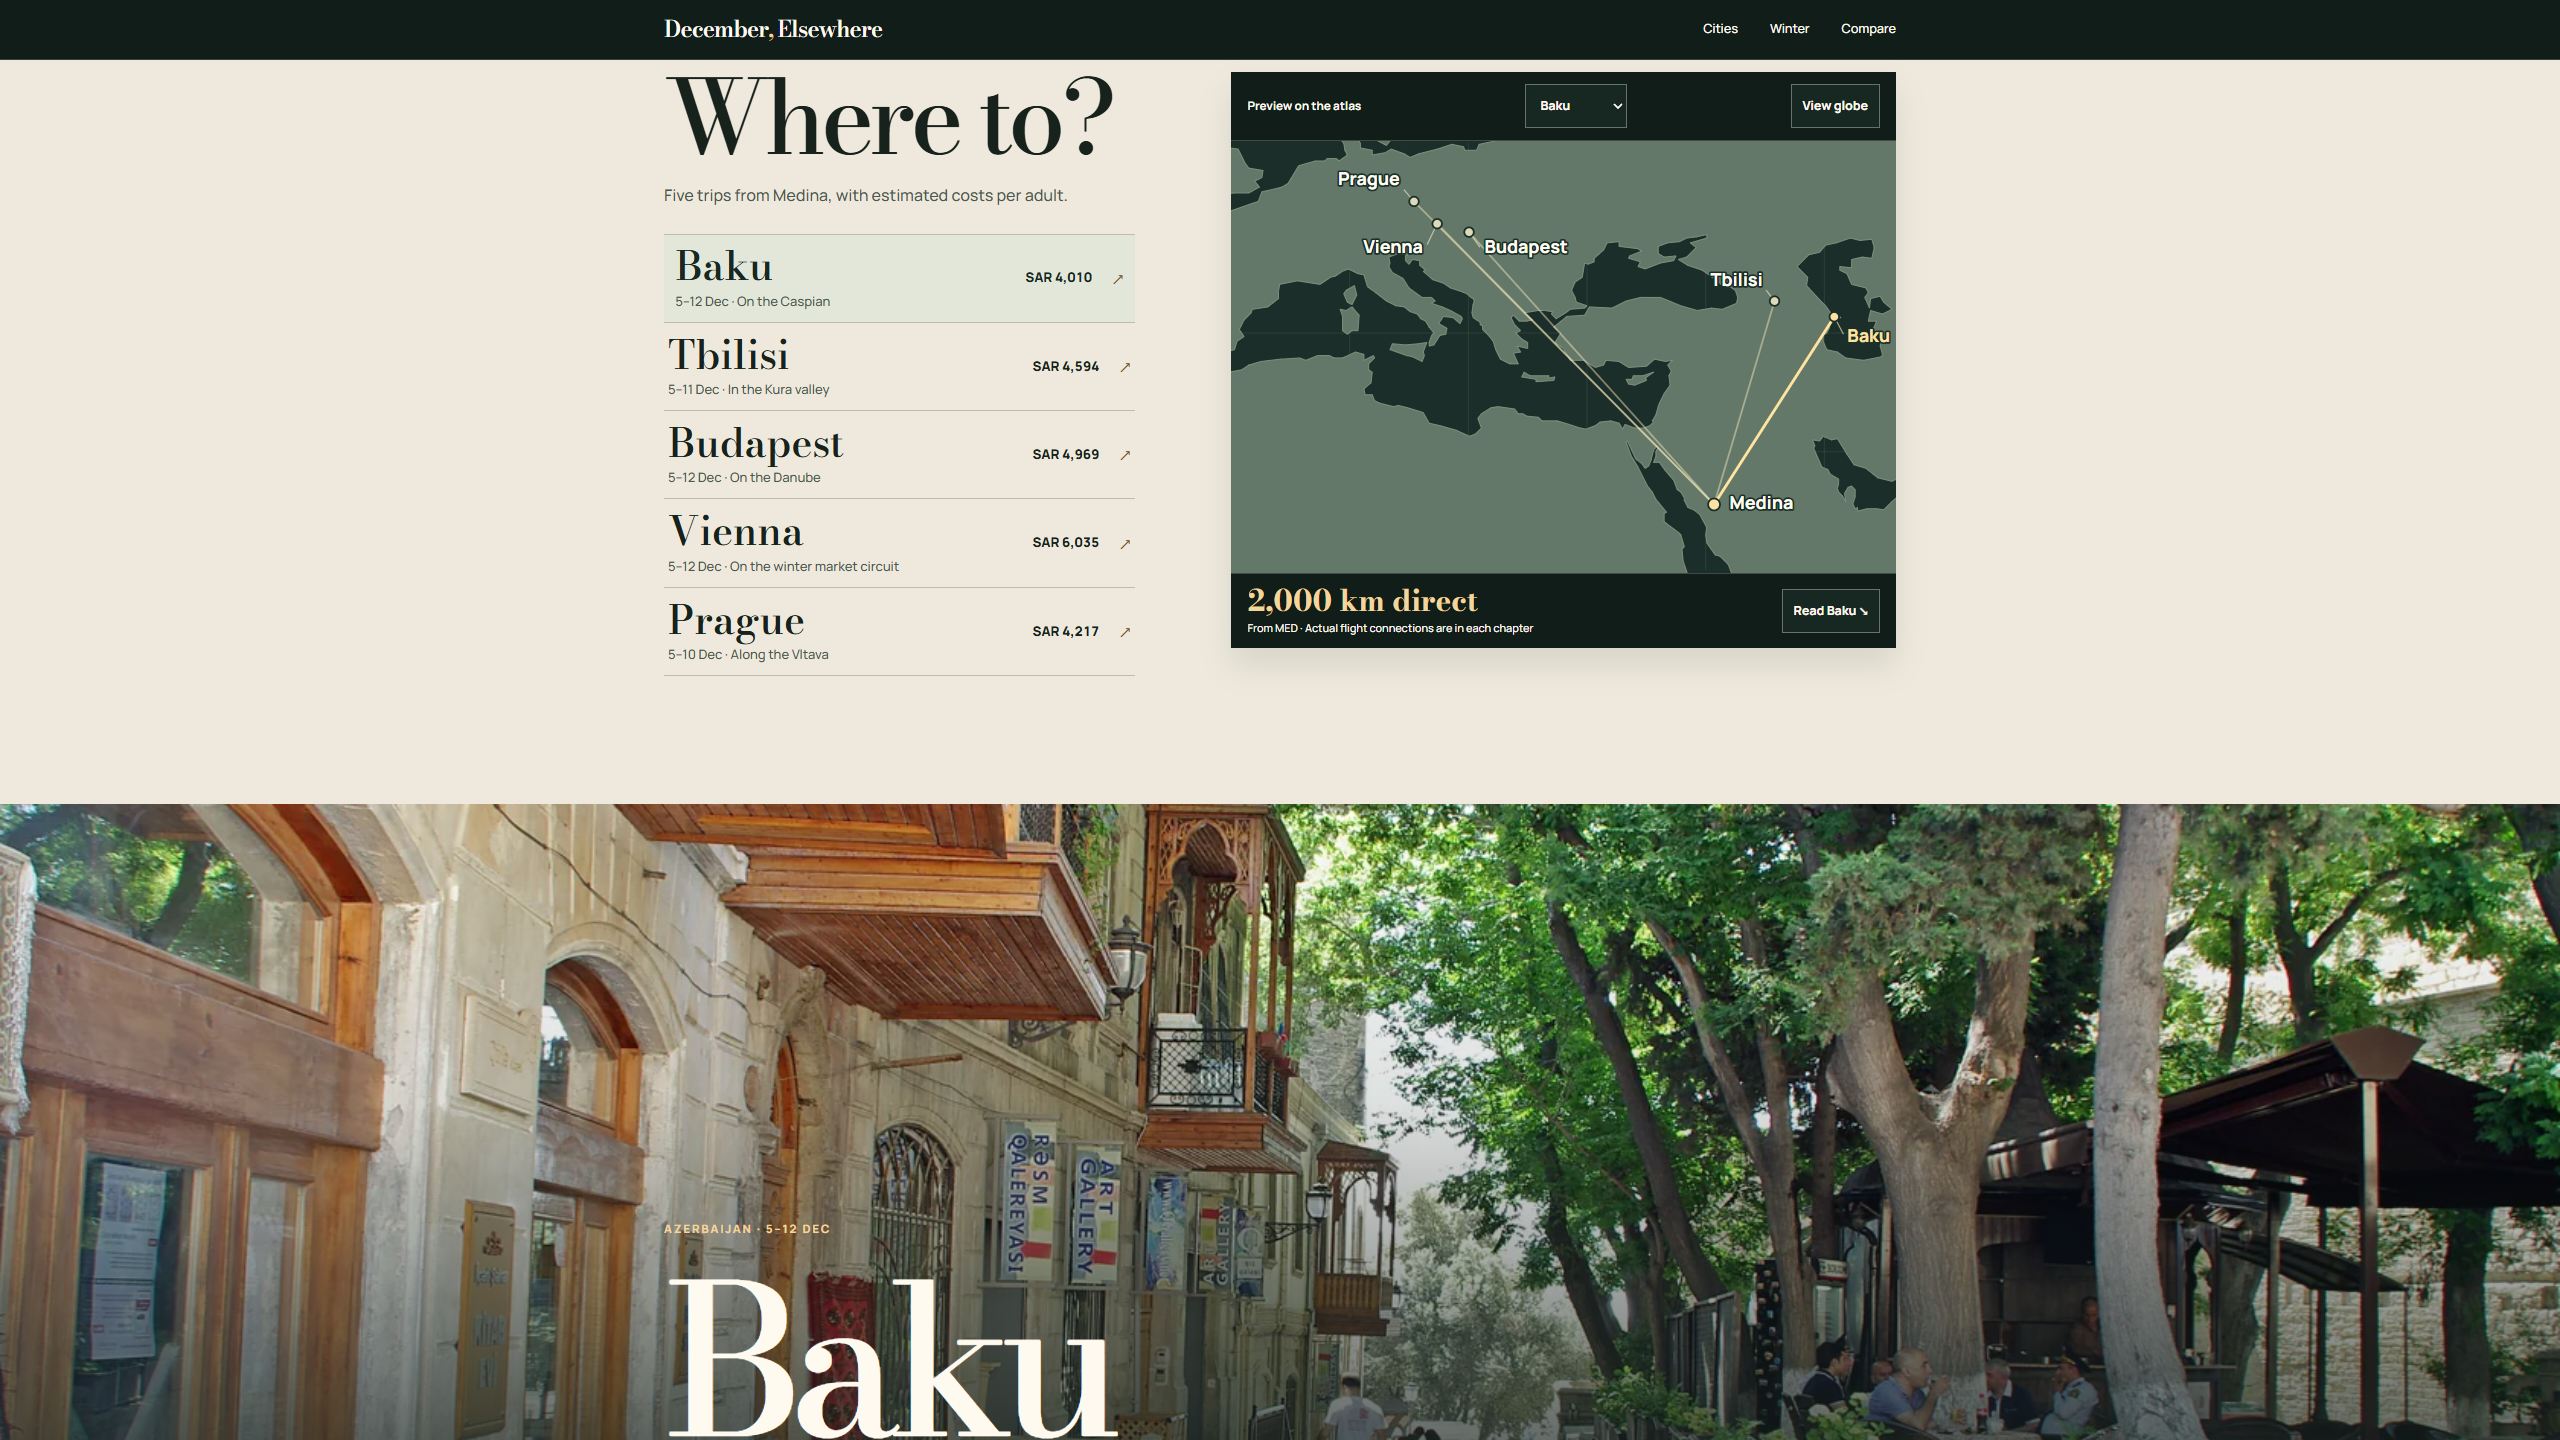 December, Elsewhere
Cities
Winter
Compare
Where to?
Five trips from Medina, with estimated costs per adult.
Baku
5–12 Dec · On the Caspian
SAR 4,010 ↗
Tbilisi
5–11 Dec · In the Kura valley
SAR 4,594 ↗
Budapest
5–12 Dec · On the Danube
SAR 4,969 ↗
Vienna
5–12 Dec · On the winter market circuit
SAR 6,035 ↗
Prague
5–10 Dec · Along the Vltava
SAR 4,217 ↗
Preview on the atlas
Baku
View globe
Prague
Vienna
Budapest
Tbilisi
Baku
Medina
2,000 km direct
From MED · Actual flight connections are in each chapter
Read Baku ↘
RƏSM
QALEREYASI
ART
GALLERY
ART
GALLERY
AZERBAIJAN · 5–12 DEC
Baku